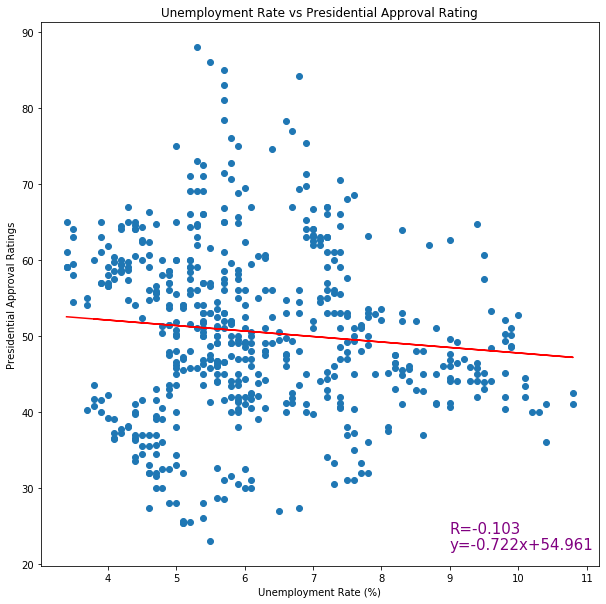 Unemployment Rate vs Presidential Approval Rating
Presidential Approval Ratings
90
80
70
60
50
40
30
20
R=-0.103
y=-0.722x+54.961
4 5 6 7 8 9 10 11
Unemployment Rate (%)